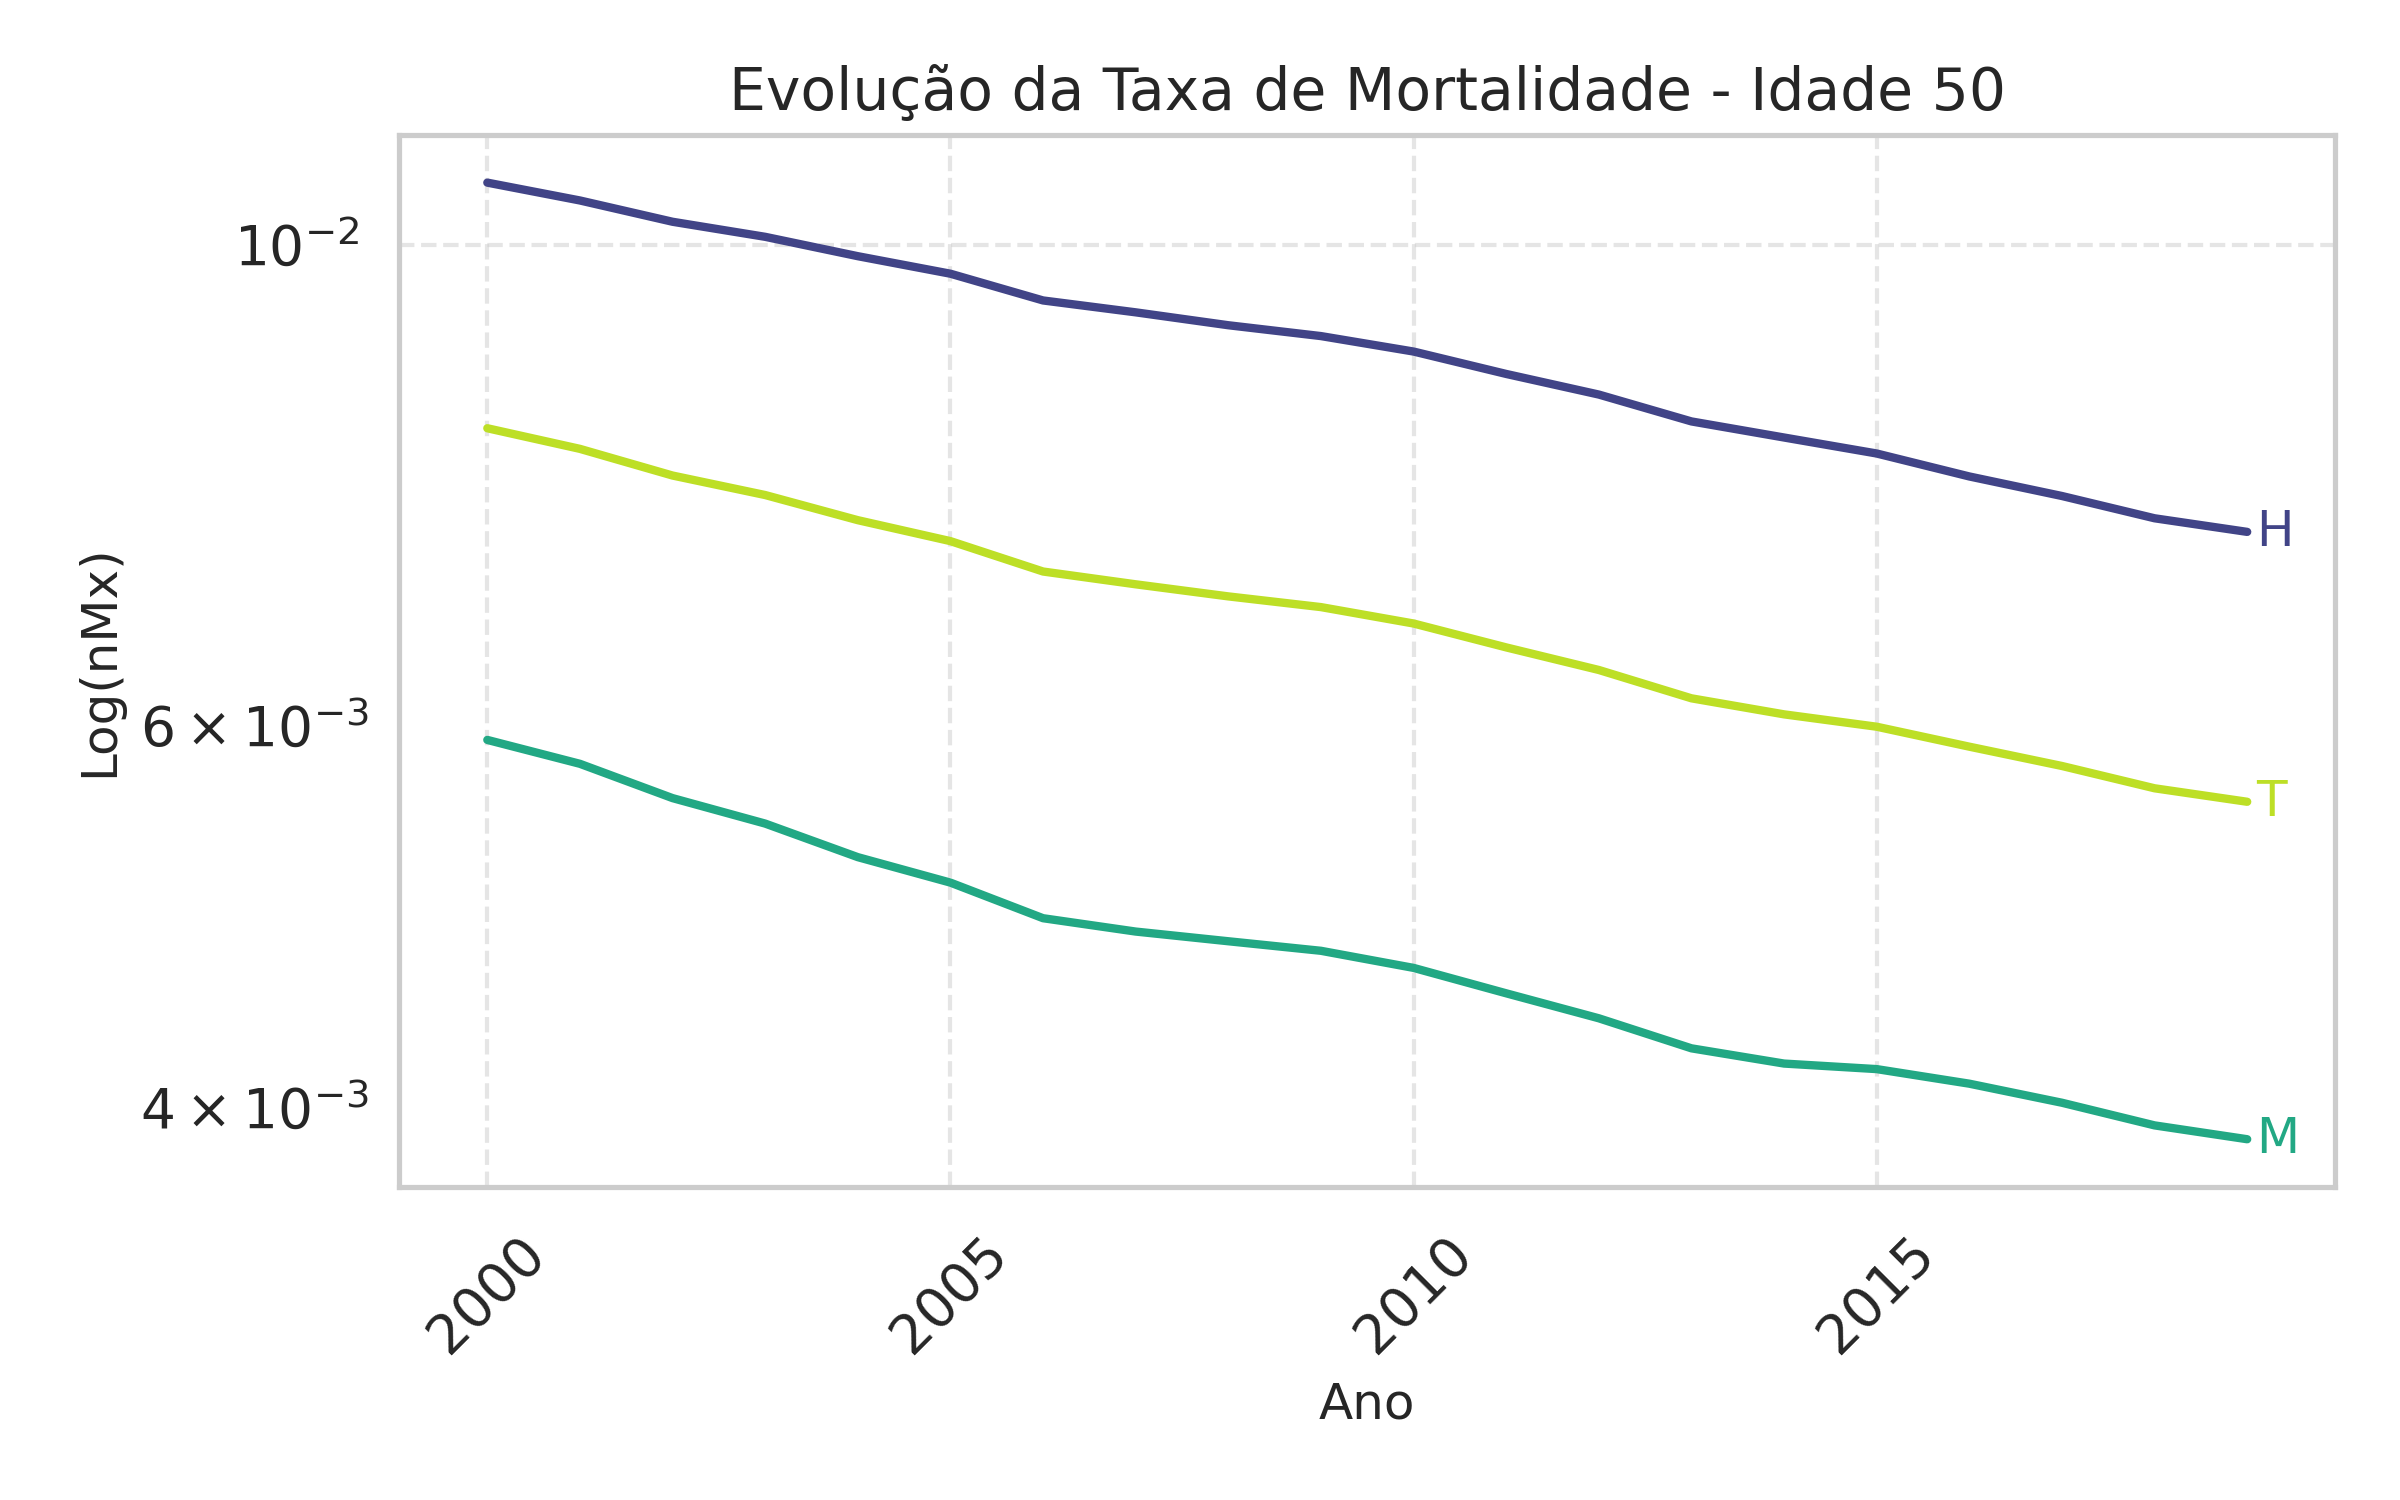 Evolução da Taxa de Mortalidade - Idade 50
Log(nMx)
10⁻²
6 × 10⁻³
4 × 10⁻³
H
T
M
2000
2005
2010
2015
Ano